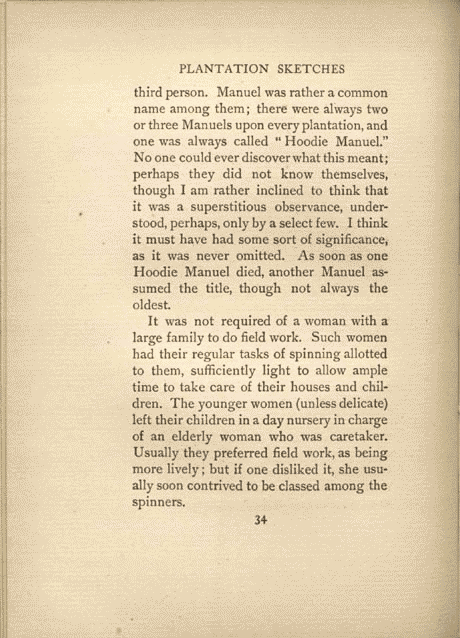 PLANTATION SKETCHES
third person. Manuel was rather a common
name among them; there were always two
or three Manuels upon every plantation, and
one was always called "Hoodie Manuel."
No one could ever discover what this meant;
perhaps they did not know themselves,
though I am rather inclined to think that
it was a superstitious observance, under-
stood, perhaps, only by a select few. I think
it must have had some sort of significance,
as it was never omitted. As soon as one
Hoodie Manuel died, another Manuel as-
sumed the title, though not always the
oldest.
It was not required of a woman with a
large family to do field work. Such women
had their regular tasks of spinning allotted
to them, sufficiently light to allow ample
time to take care of their houses and chil-
dren. The younger women (unless delicate)
left their children in a day nursery in charge
of an elderly woman who was caretaker.
Usually they preferred field work, as being
more lively; but if one disliked it, she usu-
ally soon contrived to be classed among the
spinners.
34